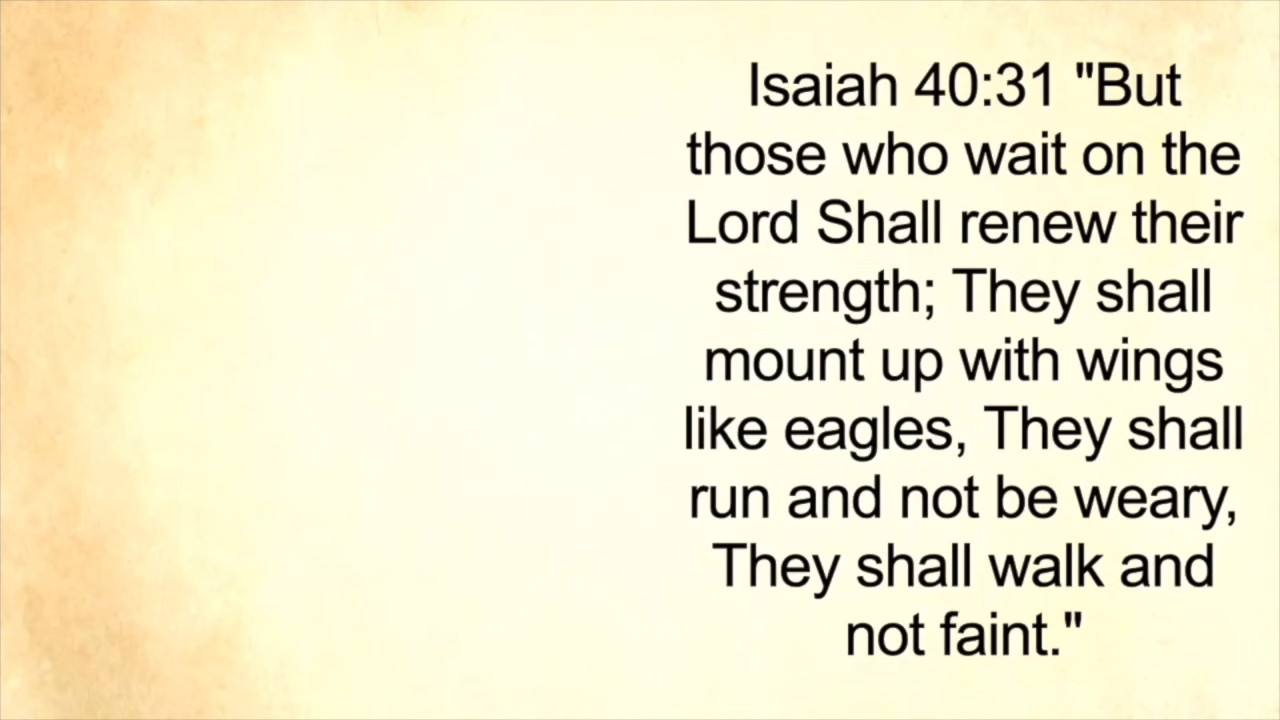 Isaiah 40:31 "But
those who wait on the
Lord Shall renew their
strength; They shall
mount up with wings
like eagles, They shall
run and not be weary,
They shall walk and
not faint."